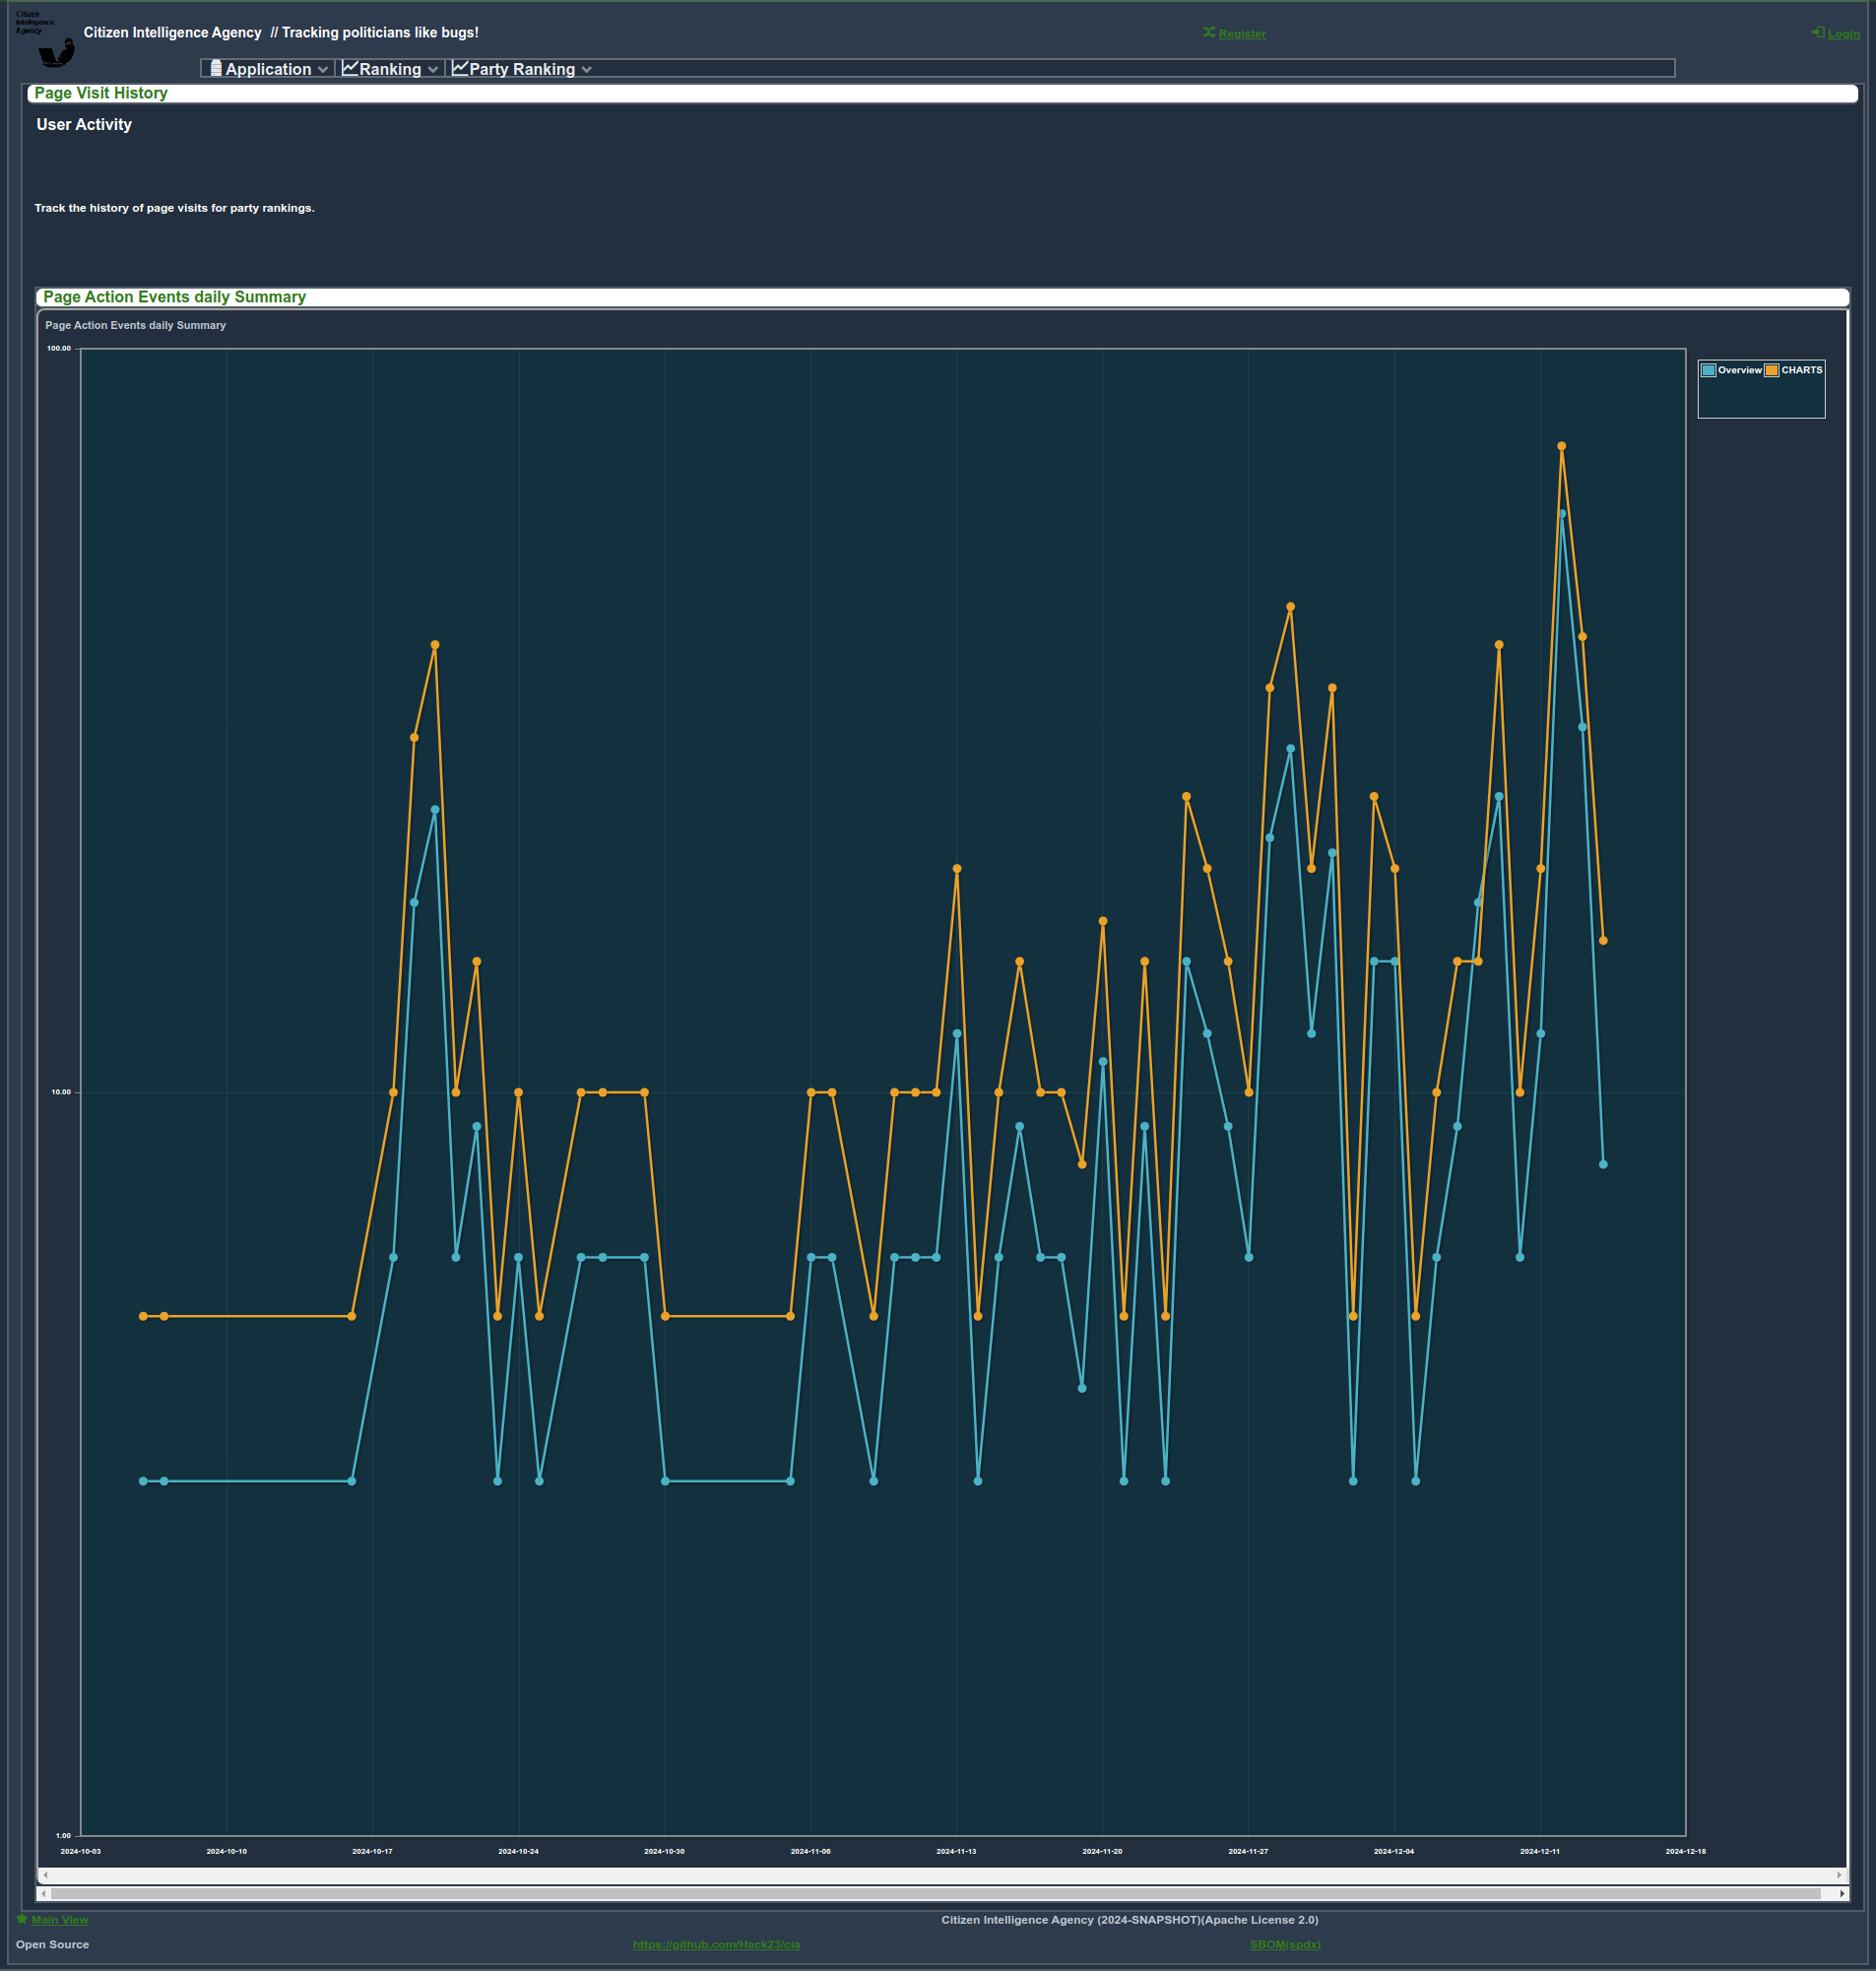 Citizen
Intelligence
Agency
Citizen Intelligence Agency // Tracking politicians like bugs!
Register
Login
Application
Ranking
Party Ranking
Page Visit History
User Activity
Track the history of page visits for party rankings.
Page Action Events daily Summary
Page Action Events daily Summary
100.00
Overview CHARTS
10.00
1.00
2024-10-03 2024-10-10 2024-10-17 2024-10-24 2024-10-30 2024-11-06 2024-11-13 2024-11-20 2024-11-27 2024-12-04 2024-12-11 2024-12-18
Main View
Citizen Intelligence Agency (2024-SNAPSHOT)(Apache License 2.0)
Open Source
https://github.com/Hack23/cia
SBOM(spdx)